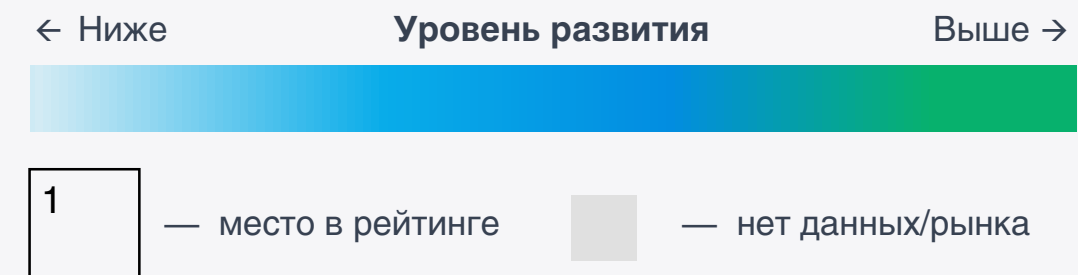 ← Ниже Уровень развития Выше →
1 — место в рейтинге — нет данных/рынка